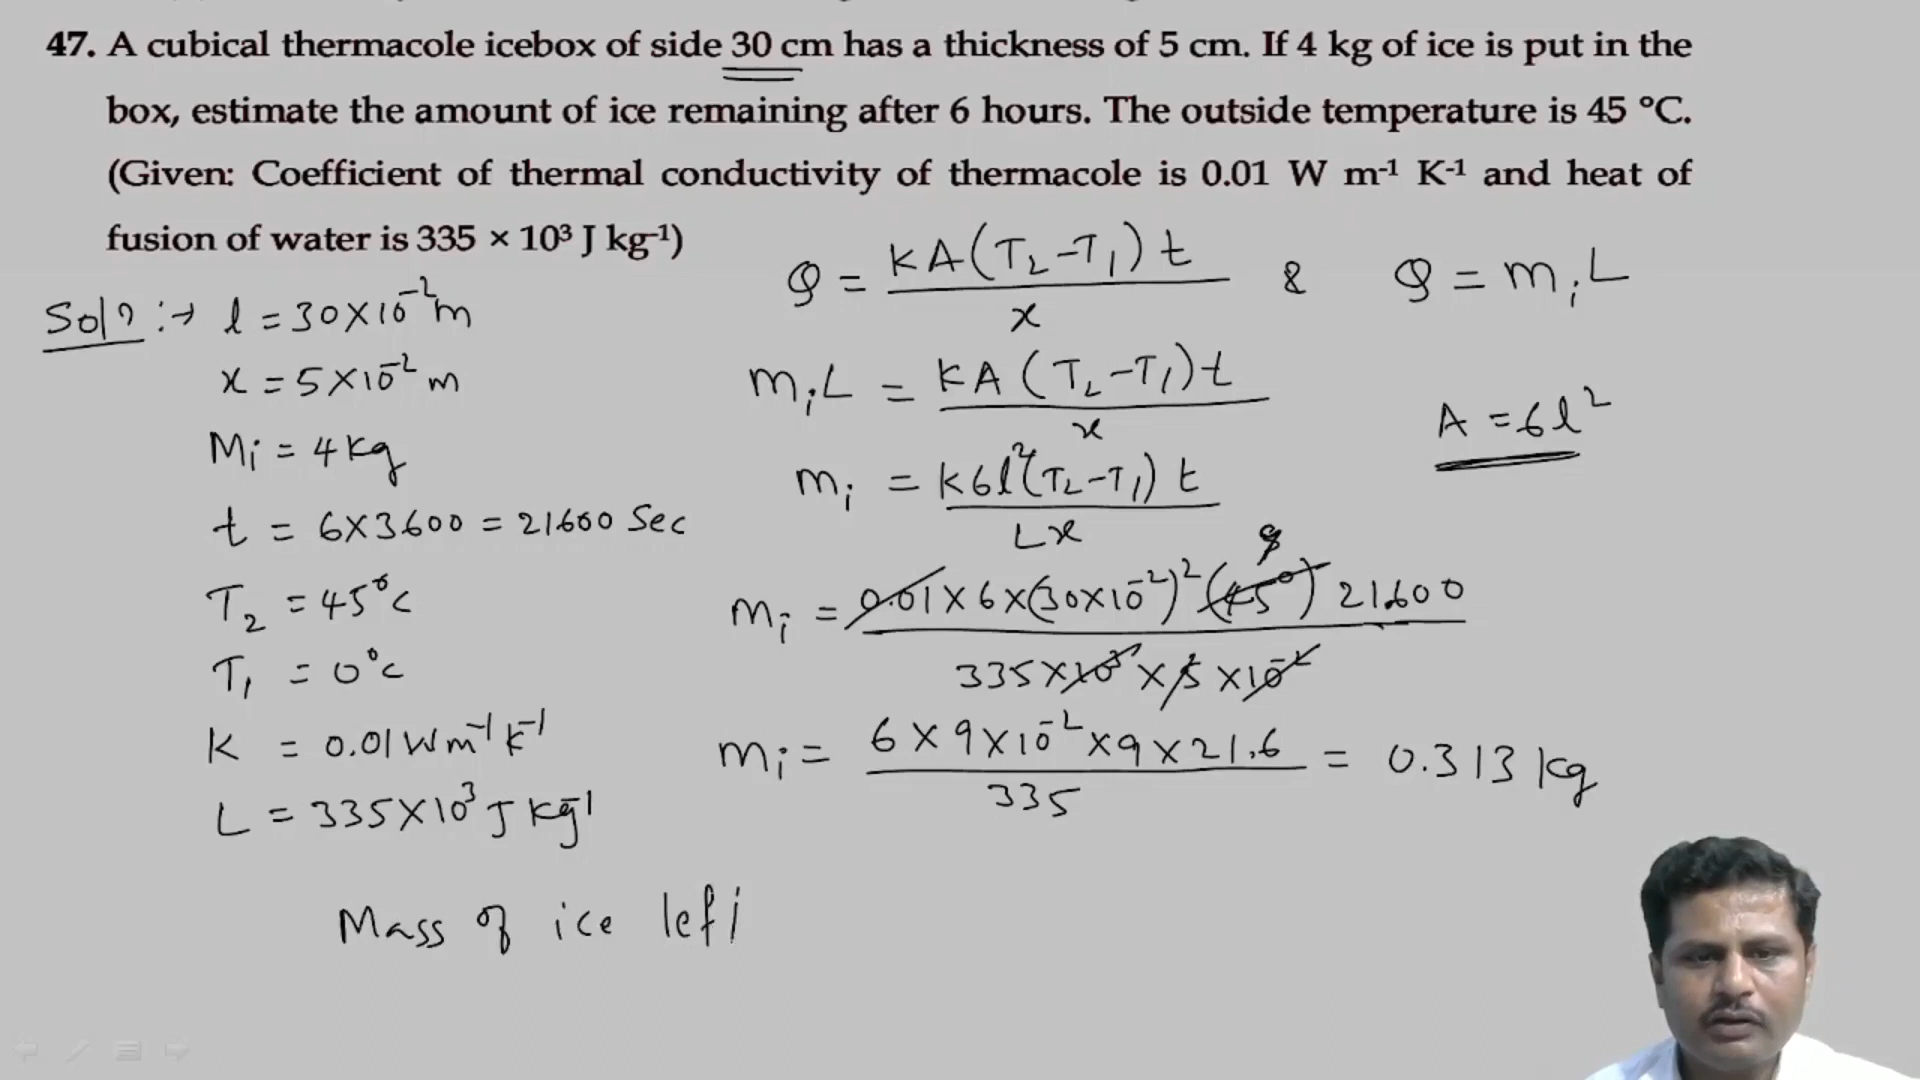 47. A cubical thermacole icebox of side 30 cm has a thickness of 5 cm. If 4 kg of ice is put in the
box, estimate the amount of ice remaining after 6 hours. The outside temperature is 45 °C.
(Given: Coefficient of thermal conductivity of thermacole is 0.01 W m⁻¹ K⁻¹ and heat of
fusion of water is 335 × 10³ J kg⁻¹)
Solⁿ :→ l = 30×10⁻² m
x = 5×10⁻² m
Mi = 4 kg
t = 6×3600 = 21600 Sec
T₂ = 45°c
T₁ = 0°c
K = 0.01 W m⁻¹ K⁻¹
L = 335×10³ J kg⁻¹
Q = KA(T₂-T₁) t / x & Q = mᵢL
mᵢL = KA (T₂-T₁)t / x
A = 6l²
mᵢ = K6l²(T₂-T₁) t / Lx
9
mᵢ = 0.01×6×(30×10⁻²)²(45°) 21600 / 335×10³×5×10⁻²
mᵢ = 6×9×10⁻²×9×21.6 / 335 = 0.313 kg
Mass of ice left